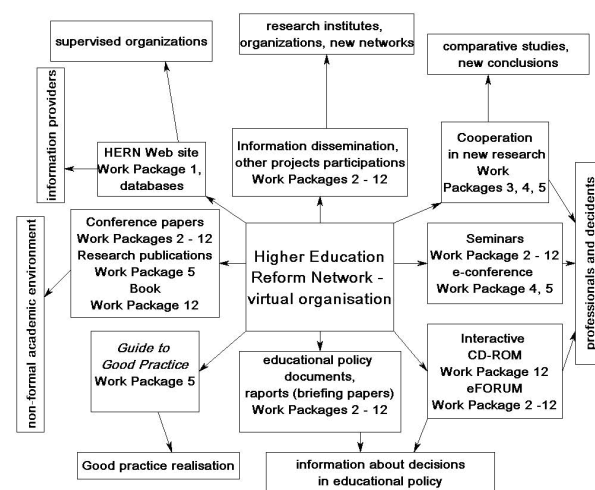 supervised organizations
research institutes,
organizations, new networks
comparative studies,
new conclusions
information providers
HERN Web site
Work Package 1,
databases
Information dissemination,
other projects participations
Work Packages 2 - 12
Cooperation
in new research
Work
Packages 3, 4, 5
non-formal academic environment
Conference papers
Work Packages 2 - 12
Research publications
Work Package 5
Book
Work Package 12
Higher Education
Reform Network -
virtual organisation
Seminars
Work Package 2 - 12
e-conference
Work Package 4, 5
professionals and decidents
Guide to
Good Practice
Work Package 5
educational policy
documents,
raports (briefing papers)
Work Packages 2 - 12
Interactive
CD-ROM
Work Package 12
eFORUM
Work Package 2 -12
Good practice realisation
information about decisions
in educational policy